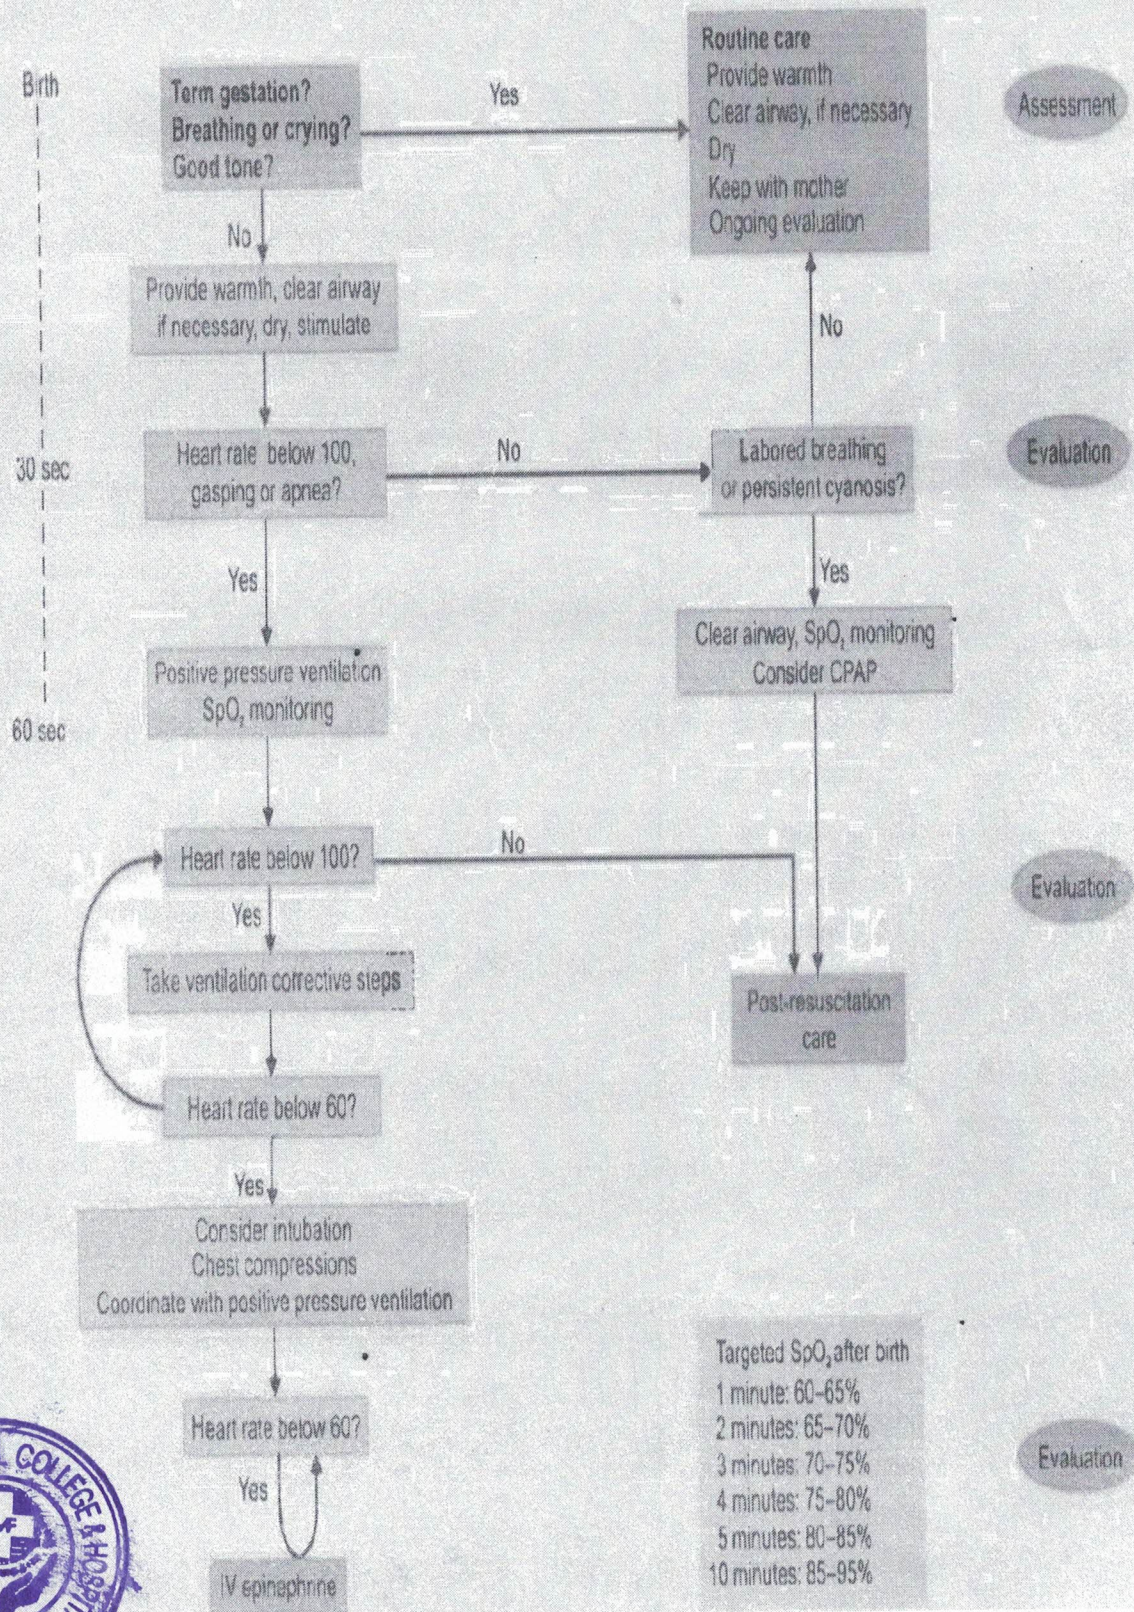 Birth
Term gestation?
Breathing or crying?
Good tone?
Yes
Routine care
Provide warmth
Clear airway, if necessary
Dry
Keep with mother
Ongoing evaluation
Assessment
No
Provide warmth, clear airway
if necessary, dry, stimulate
No
30 sec
Heart rate below 100,
gasping or apnea?
No
Labored breathing
or persistent cyanosis?
Evaluation
Yes
Yes
Positive pressure ventilation
SpO₂ monitoring
Clear airway, SpO₂ monitoring
Consider CPAP
60 sec
Heart rate below 100?
No
Evaluation
Yes
Take ventilation corrective steps
Post-resuscitation
care
Heart rate below 60?
Yes
Consider intubation
Chest compressions
Coordinate with positive pressure ventilation
Heart rate below 60?
Yes
IV epinephrine
Targeted SpO₂ after birth
1 minute: 60–65%
2 minutes: 65–70%
3 minutes: 70–75%
4 minutes: 75–80%
5 minutes: 80–85%
10 minutes: 85–95%
Evaluation
COLLEGE &